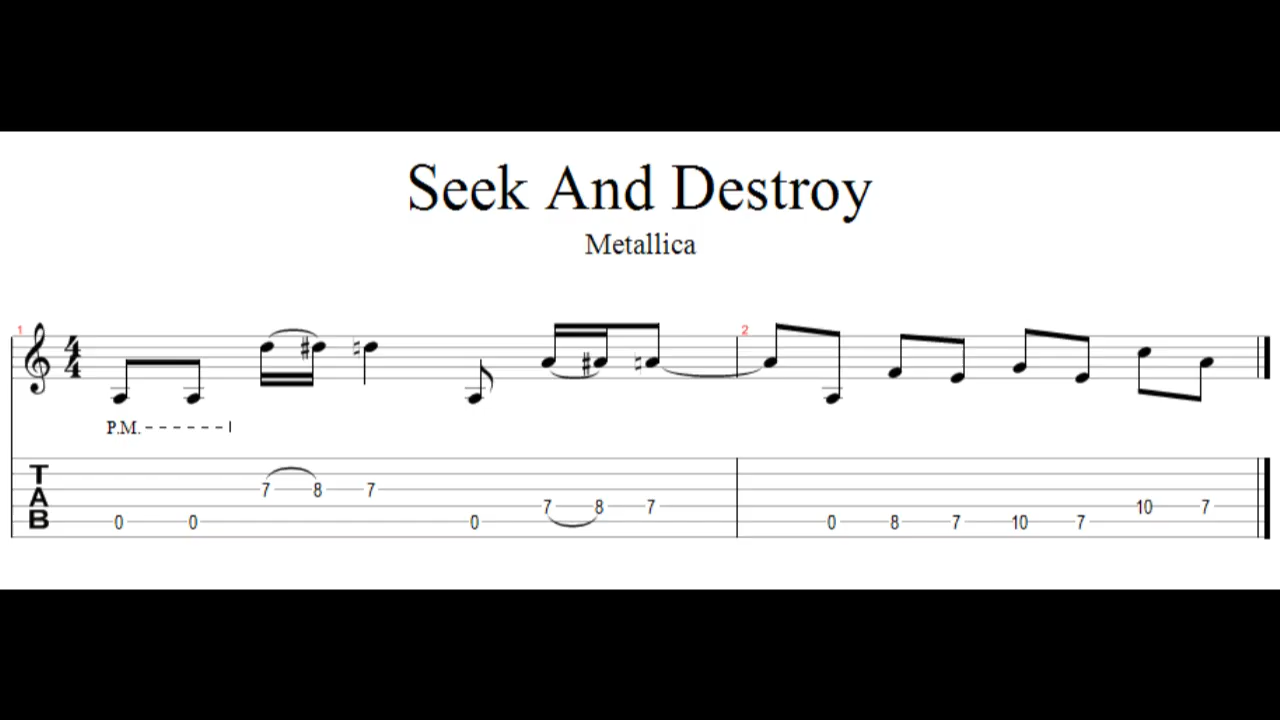 Seek And Destroy
Metallica
1 4 4 2
P.M.
T 7 8 7
A 7 8 7 10 7
B 0 0 0 0 8 7 10 7